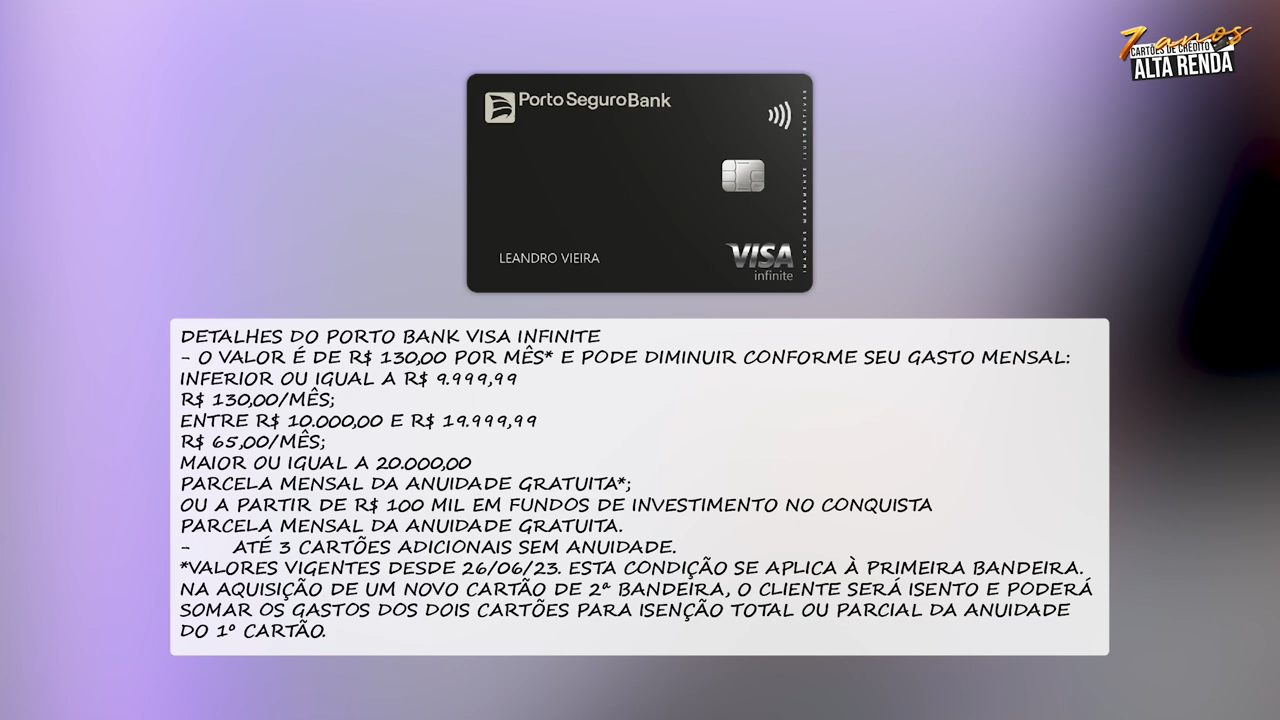 7 anos
CARTÕES DE CRÉDITO
ALTA RENDA
Porto Seguro Bank
IMAGENS MERAMENTE ILUSTRATIVAS
LEANDRO VIEIRA
VISA
infinite
DETALHES DO PORTO BANK VISA INFINITE
- O VALOR É DE R$ 130,00 POR MÊS* E PODE DIMINUIR CONFORME SEU GASTO MENSAL:
INFERIOR OU IGUAL A R$ 9.999,99
R$ 130,00/MÊS;
ENTRE R$ 10.000,00 E R$ 19.999,99
R$ 65,00/MÊS;
MAIOR OU IGUAL A 20.000,00
PARCELA MENSAL DA ANUIDADE GRATUITA*;
OU A PARTIR DE R$ 100 MIL EM FUNDOS DE INVESTIMENTO NO CONQUISTA
PARCELA MENSAL DA ANUIDADE GRATUITA.
- ATÉ 3 CARTÕES ADICIONAIS SEM ANUIDADE.
*VALORES VIGENTES DESDE 26/06/23. ESTA CONDIÇÃO SE APLICA À PRIMEIRA BANDEIRA.
NA AQUISIÇÃO DE UM NOVO CARTÃO DE 2ª BANDEIRA, O CLIENTE SERÁ ISENTO E PODERÁ
SOMAR OS GASTOS DOS DOIS CARTÕES PARA ISENÇÃO TOTAL OU PARCIAL DA ANUIDADE
DO 1º CARTÃO.